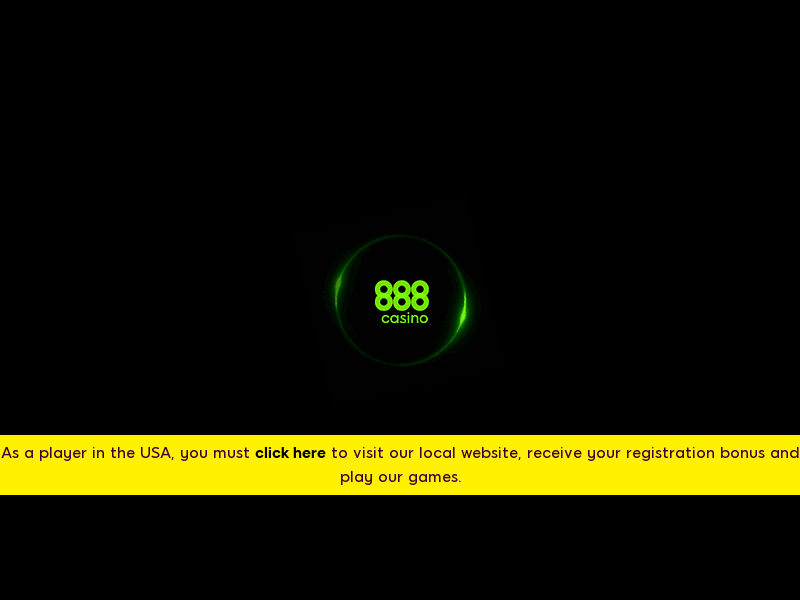 888
casino
As a player in the USA, you must click here to visit our local website, receive your registration bonus and
play our games.